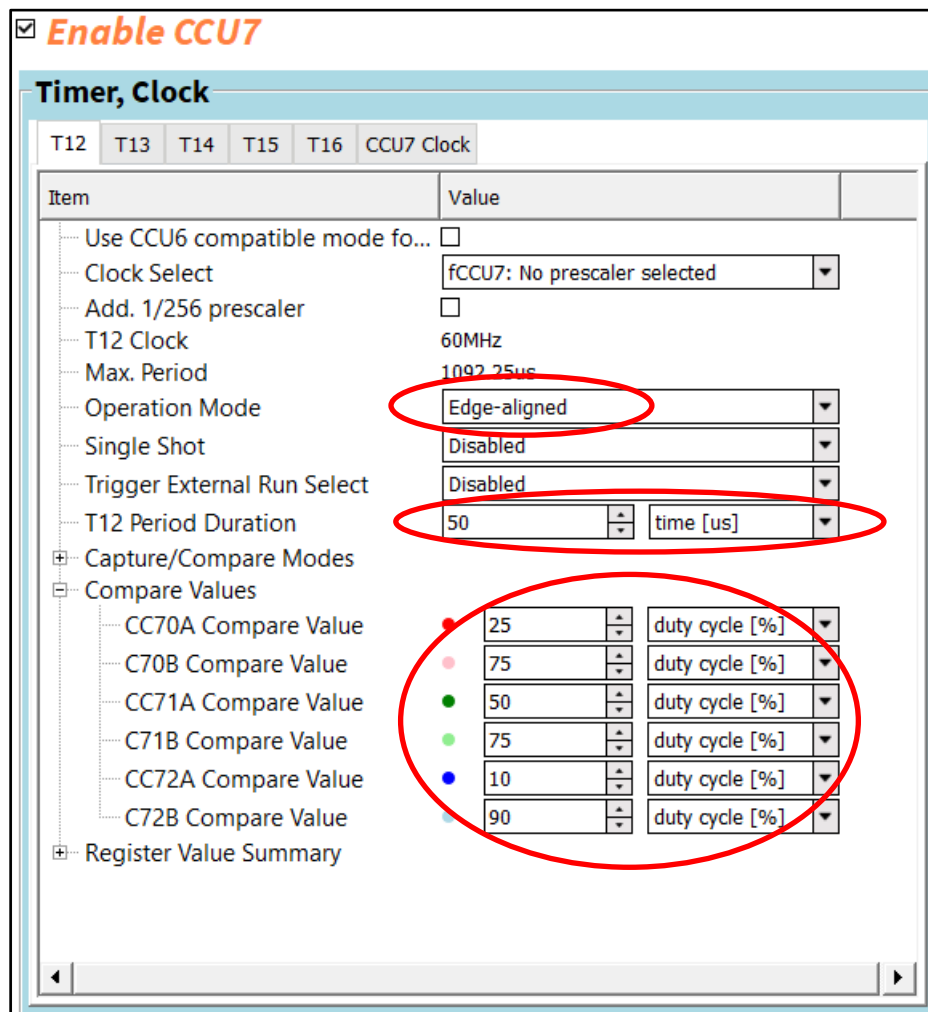 Enable CCU7
Timer, Clock
T12 T13 T14 T15 T16 CCU7 Clock
Item Value
Use CCU6 compatible mode fo...
Clock Select fCCU7: No prescaler selected
Add. 1/256 prescaler
T12 Clock 60MHz
Max. Period 1092.25us
Operation Mode Edge-aligned
Single Shot Disabled
Trigger External Run Select Disabled
T12 Period Duration 50 time [us]
Capture/Compare Modes
Compare Values
CC70A Compare Value 25 duty cycle [%]
C70B Compare Value 75 duty cycle [%]
CC71A Compare Value 50 duty cycle [%]
C71B Compare Value 75 duty cycle [%]
CC72A Compare Value 10 duty cycle [%]
C72B Compare Value 90 duty cycle [%]
Register Value Summary